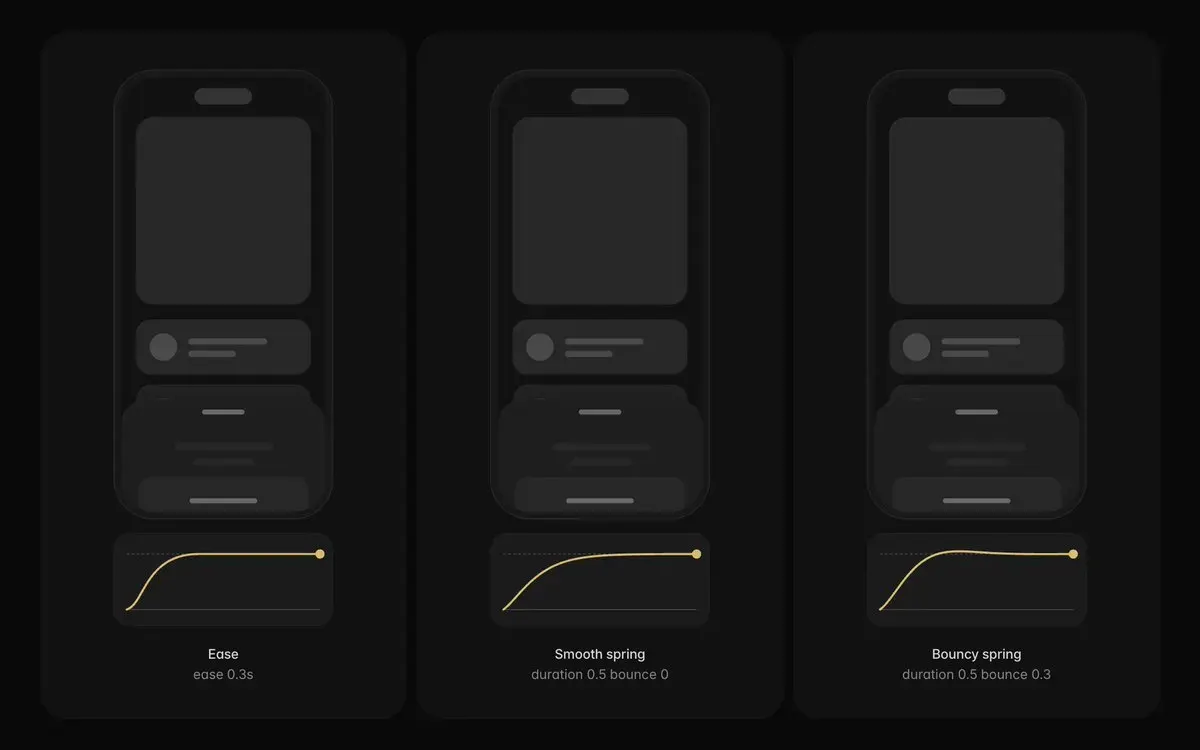 Ease
ease 0.3s
Smooth spring
duration 0.5 bounce 0
Bouncy spring
duration 0.5 bounce 0.3